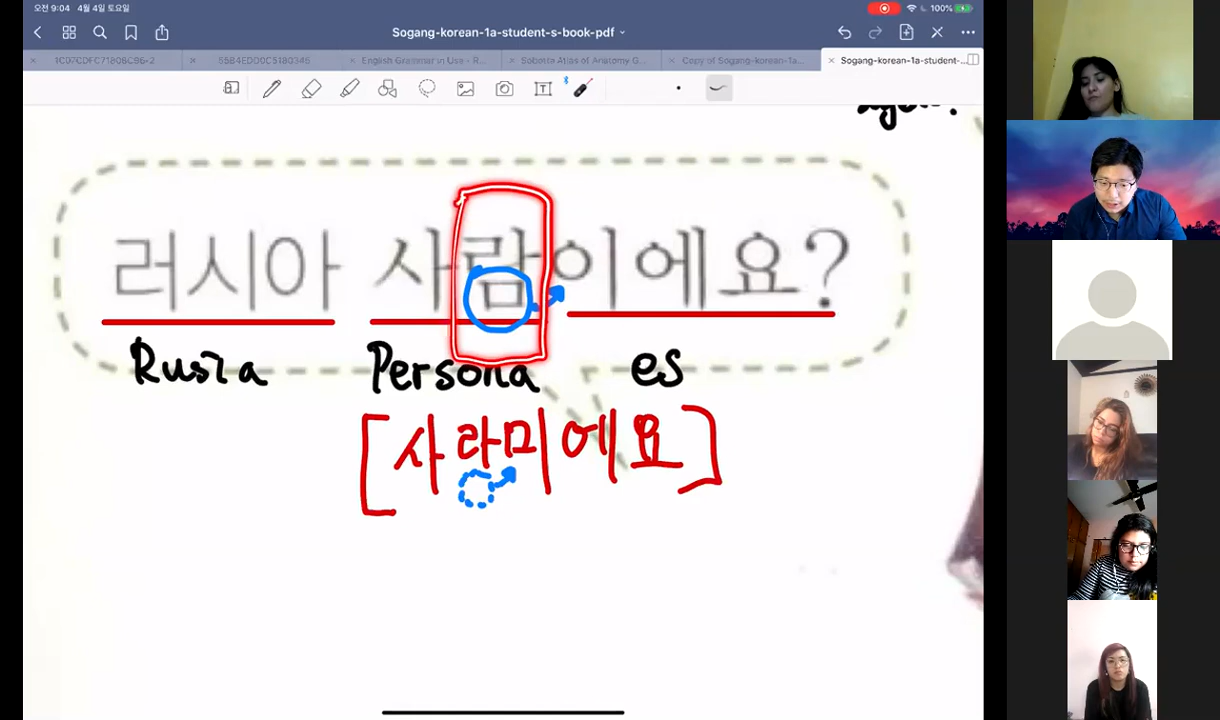 오전 9:04 4월 4일 토요일 100%
Sogang-korean-1a-student-s-book-pdf
English Grammar in Use - R... Sobotta Atlas of Anatomy G... Copy of Sogang-korean-1a... Sogang-korean-1a-student-...
러시아 사람이에요?
Rusia Persona es
[사라미에요]